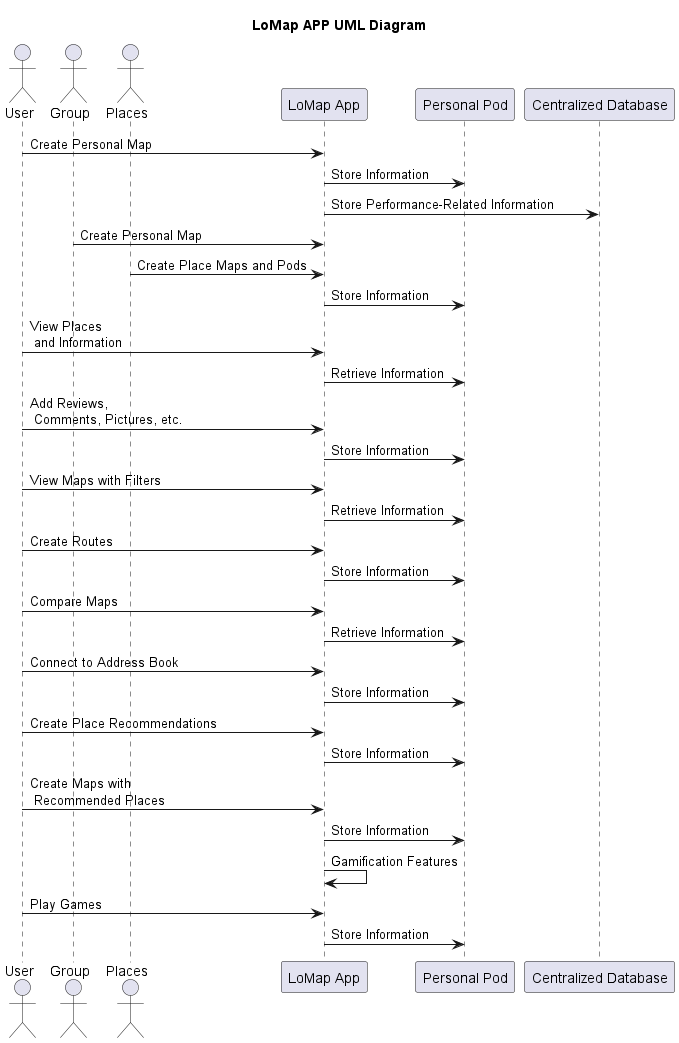 LoMap APP UML Diagram
User
Group
Places
LoMap App
Personal Pod
Centralized Database
Create Personal Map
Store Information
Store Performance-Related Information
Create Personal Map
Create Place Maps and Pods
Store Information
View Places
and Information
Retrieve Information
Add Reviews,
Comments, Pictures, etc.
Store Information
View Maps with Filters
Retrieve Information
Create Routes
Store Information
Compare Maps
Retrieve Information
Connect to Address Book
Store Information
Create Place Recommendations
Store Information
Create Maps with
Recommended Places
Store Information
Gamification Features
Play Games
Store Information
User
Group
Places
LoMap App
Personal Pod
Centralized Database